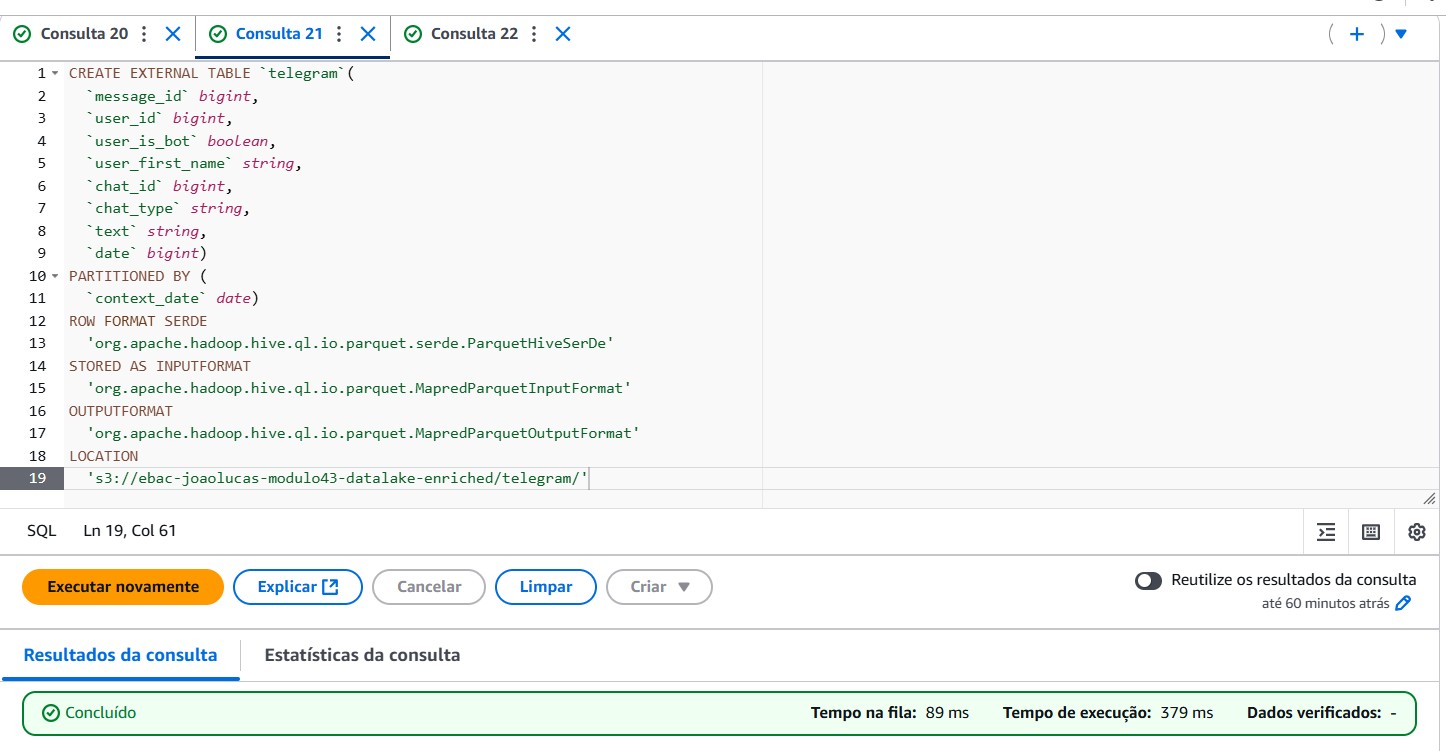 Consulta 20
Consulta 21
Consulta 22
1 CREATE EXTERNAL TABLE `telegram`(
2 `message_id` bigint,
3 `user_id` bigint,
4 `user_is_bot` boolean,
5 `user_first_name` string,
6 `chat_id` bigint,
7 `chat_type` string,
8 `text` string,
9 `date` bigint)
10 PARTITIONED BY (
11 `context_date` date)
12 ROW FORMAT SERDE
13 'org.apache.hadoop.hive.ql.io.parquet.serde.ParquetHiveSerDe'
14 STORED AS INPUTFORMAT
15 'org.apache.hadoop.hive.ql.io.parquet.MapredParquetInputFormat'
16 OUTPUTFORMAT
17 'org.apache.hadoop.hive.ql.io.parquet.MapredParquetOutputFormat'
18 LOCATION
19 's3://ebac-joaolucas-modulo43-datalake-enriched/telegram/'
SQL Ln 19, Col 61
Executar novamente Explicar Cancelar Limpar Criar
Reutilize os resultados da consulta
até 60 minutos atrás
Resultados da consulta Estatísticas da consulta
Concluído Tempo na fila: 89 ms Tempo de execução: 379 ms Dados verificados: -